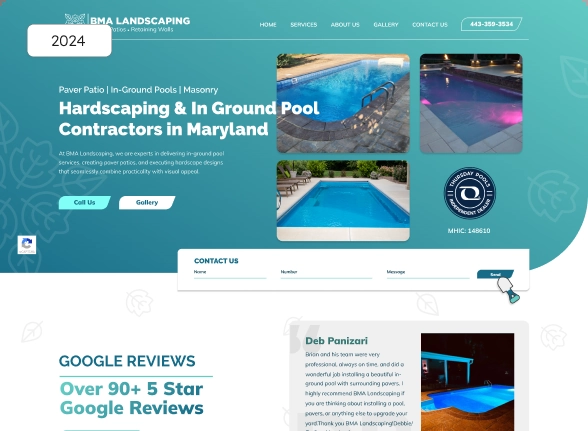 BMA LANDSCAPING
Patios • Retaining Walls
2024
HOME
SERVICES
ABOUT US
GALLERY
CONTACT US
443-359-3534
Paver Patio | In-Ground Pools | Masonry
Hardscaping & In Ground Pool
Contractors in Maryland
At BMA Landscaping, we are experts in delivering in-ground pool
services, creating power patios, and executing hardscape designs
that seamlessly combine practicality with visual appeal.
Call Us
Gallery
THURSDAY POOLS
INDEPENDENT DEALER
MHIC: 148610
CONTACT US
Name
Number
Message
Send
GOOGLE REVIEWS
Over 90+ 5 Star
Google Reviews
Deb Panizari
Brian and his team were very
professional, always on time, and did a
wonderful job installing a beautiful in-
ground pool with surrounding pavers. I
highly recommend BMA Landscaping if
you are thinking about installing a pool,
pavers, or anything else to upgrade your
yard.Thank you BMA Landscaping!Debbie/